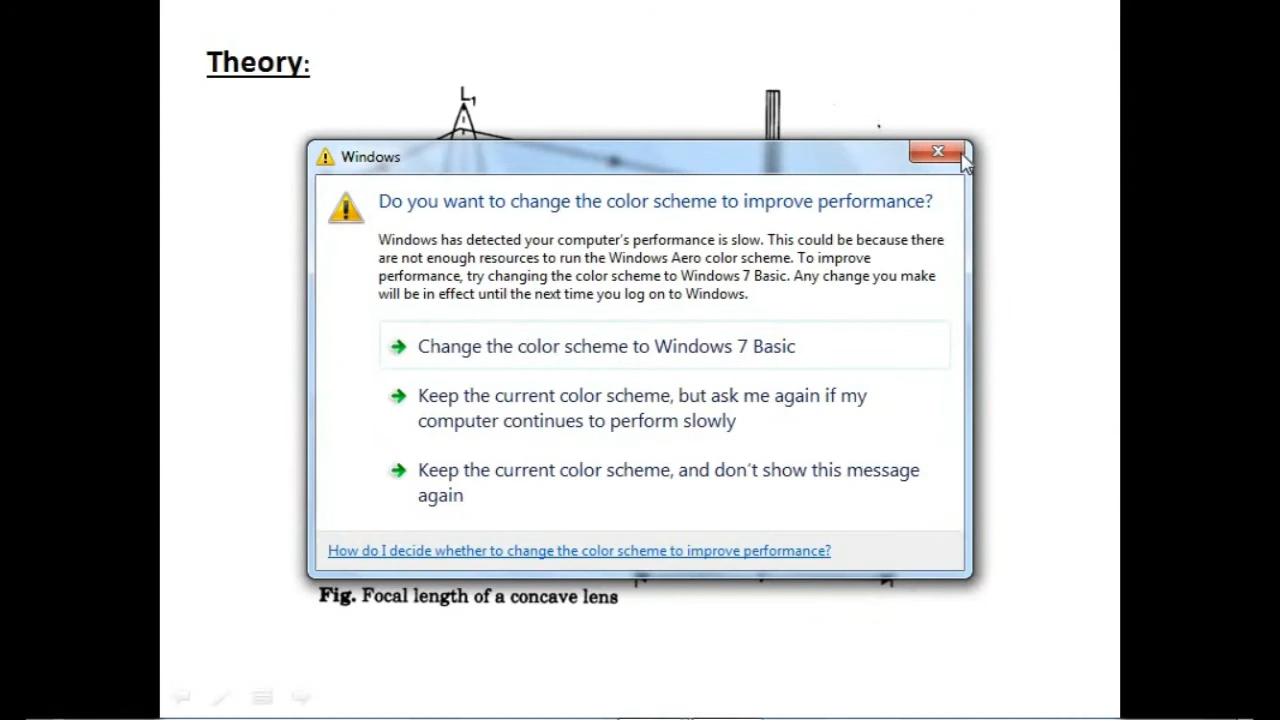 Theory:
L1
Windows
Do you want to change the color scheme to improve performance?
Windows has detected your computer's performance is slow. This could be because there
are not enough resources to run the Windows Aero color scheme. To improve
performance, try changing the color scheme to Windows 7 Basic. Any change you make
will be in effect until the next time you log on to Windows.
Change the color scheme to Windows 7 Basic
Keep the current color scheme, but ask me again if my
computer continues to perform slowly
Keep the current color scheme, and don't show this message
again
How do I decide whether to change the color scheme to improve performance?
Fig. Focal length of a concave lens